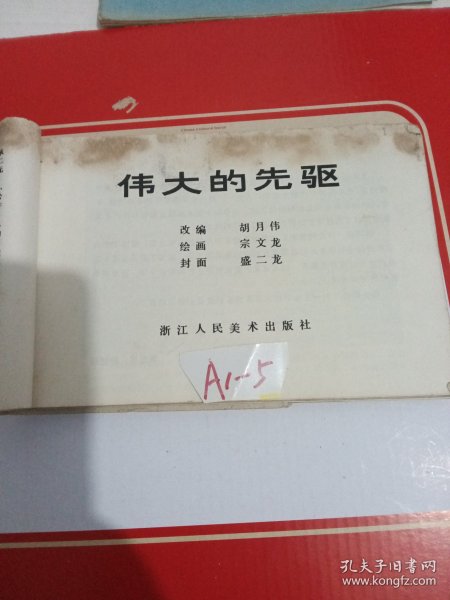 伟大的先驱
改编 胡月伟
绘画 宗文龙
封面 盛二龙
浙江人民美术出版社
A1-5
孔夫子旧书网
www.kongfz.com